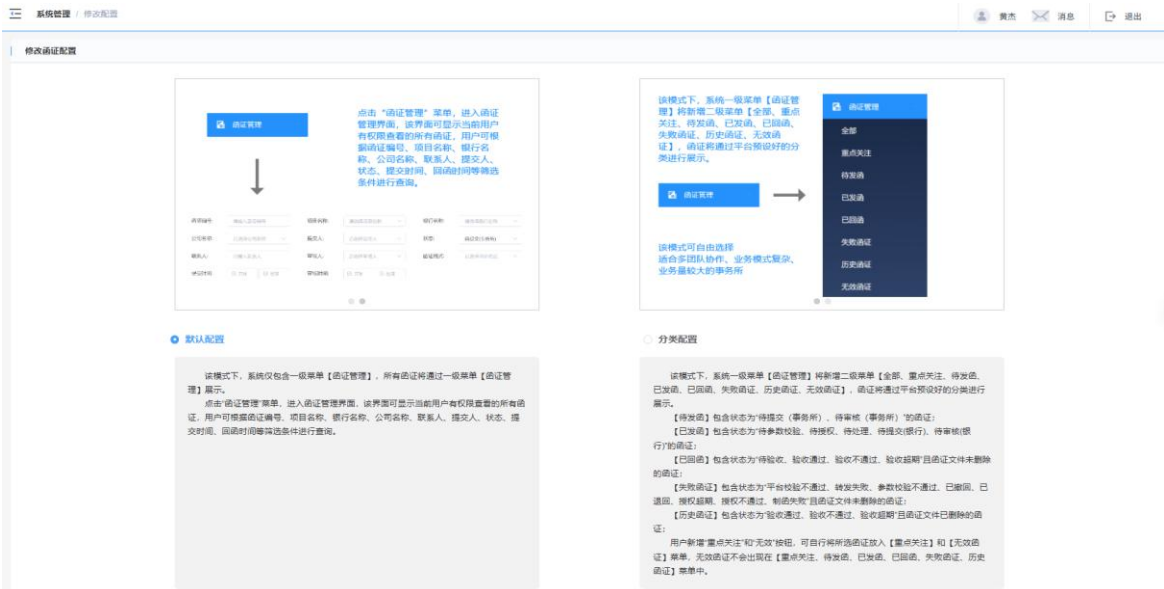 系统管理 / 修改配置
黄杰
消息
退出
修改函证配置
函证管理
点击 “函证管理” 菜单,进入函证
管理界面,该界面可显示当前用户
有权限查看的所有函证,用户可根
据函证编号、项目名称、银行名
称、公司名称、联系人、提交人、
状态、提交时间、回函时间等筛选
条件进行查询。
该模式下,系统一级菜单【函证管
理】将新增二级菜单【全部、重点
关注、待发函、已发函、已回函、
失败函证、历史函证、无效函
证】,函证将通过平台预设好的分
类进行展示。
函证管理
该模式可自由选择
适合多团队协作、业务模式复杂、
业务量较大的事务所
函证管理
全部
重点关注
待发函
已发函
已回函
失败函证
历史函证
无效函证
默认配置
该模式下,系统仅包含一级菜单【函证管理】,所有函证将通过一级菜单【函证管
理】展示。
点击“函证管理”菜单,进入函证管理界面,该界面可显示当前用户有权限查看的所有函
证,用户可根据函证编号、项目名称、银行名称、公司名称、联系人、提交人、状态、提
交时间、回函时间等筛选条件进行查询。
分类配置
该模式下,系统一级菜单【函证管理】将新增二级菜单【全部、重点关注、待发函、
已发函、已回函、失败函证、历史函证、无效函证】,函证将通过平台预设好的分类进行
展示。
【待发函】包含状态为“待提交(事务所)、待审核(事务所)”的函证;
【已发函】包含状态为“待参数校验、待授权、待处理、待提交(银行)、待审核(银
行)”的函证;
【已回函】包含状态为“待验收、验收通过、验收不通过、验收超期”且函证文件未删除
的函证;
【失败函证】包含状态为“平台校验不通过、转发失败、参数校验不通过、已撤回、已
退回、授权超期、授权不通过、制函失败”且函证文件未删除的函证;
【历史函证】包含状态为“验收通过、验收不通过、验收超期”且函证文件已删除的函
证;
用户新增“重点关注”和“无效”按钮,可自行将所选函证放入【重点关注】和【无效函
证】菜单,无效函证不会出现在【重点关注、待发函、已发函、已回函、失败函证、历史
函证】菜单中。